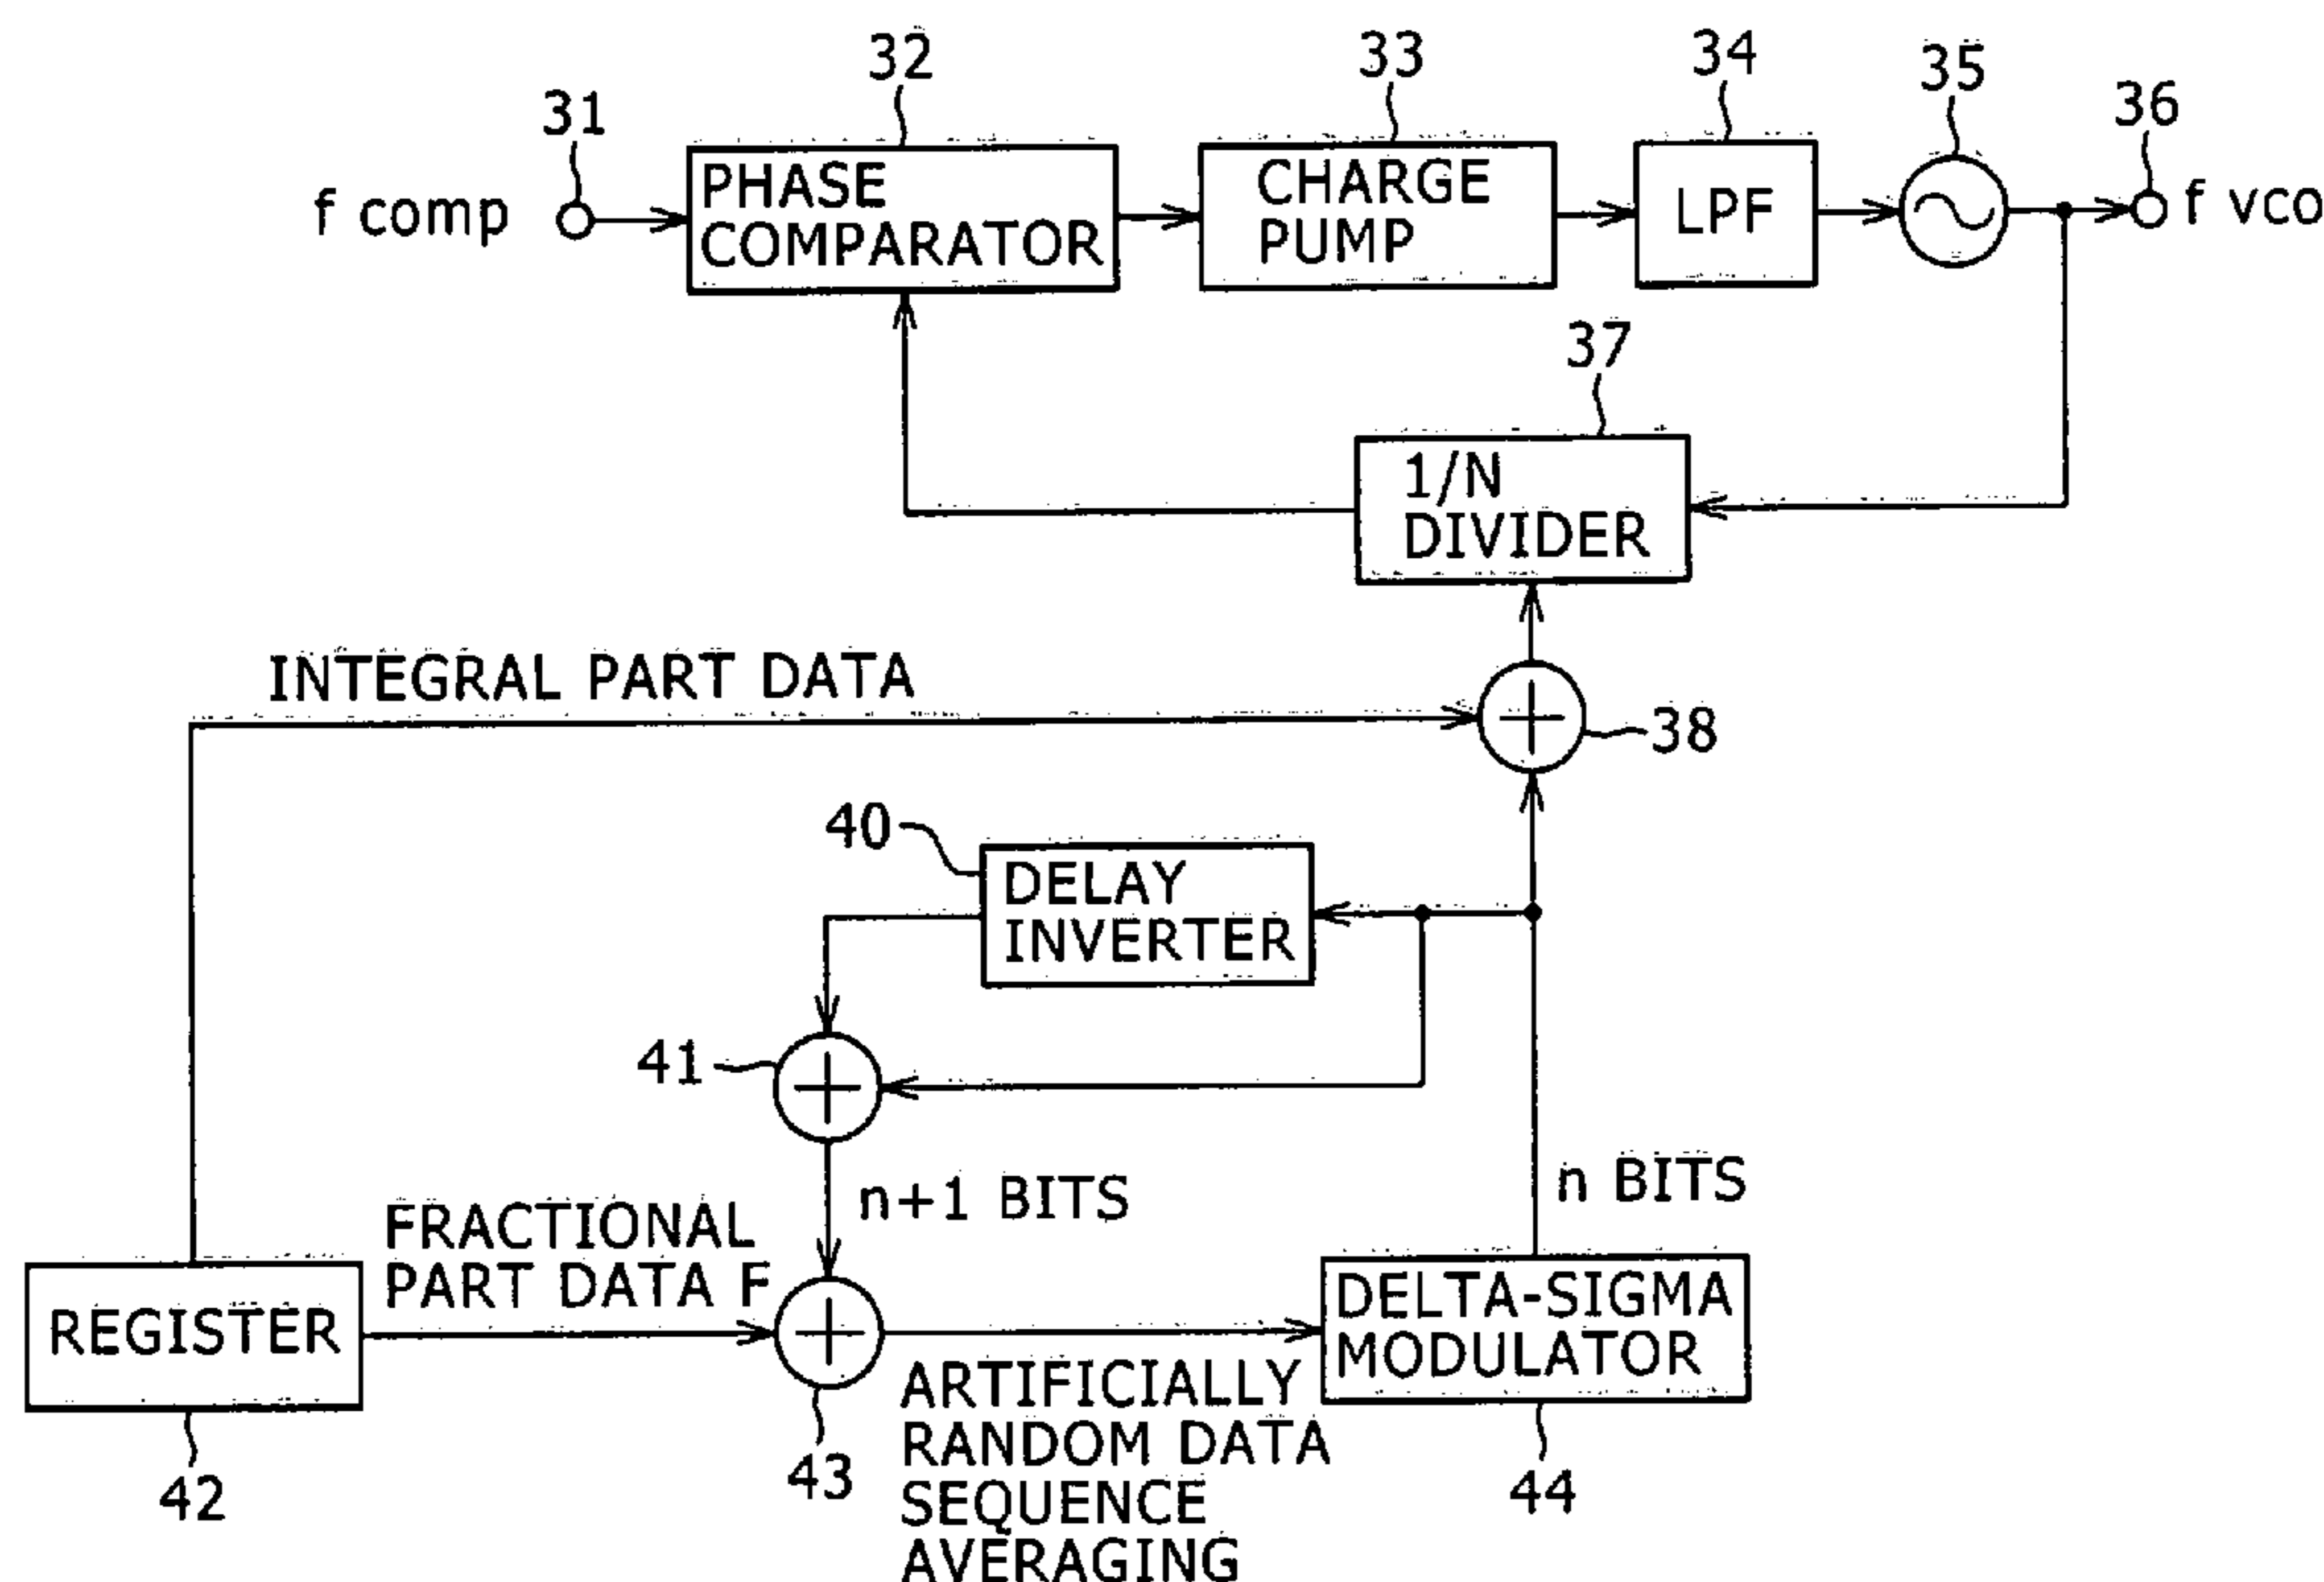 31
32
33
34
35
36
f comp
PHASE
COMPARATOR
CHARGE
PUMP
LPF
f vco
37
1/N
DIVIDER
INTEGRAL PART DATA
38
40
DELAY
INVERTER
41
n+1 BITS
n BITS
FRACTIONAL
PART DATA F
REGISTER
DELTA-SIGMA
MODULATOR
42
43
ARTIFICIALLY
RANDOM DATA
SEQUENCE
AVERAGING
44